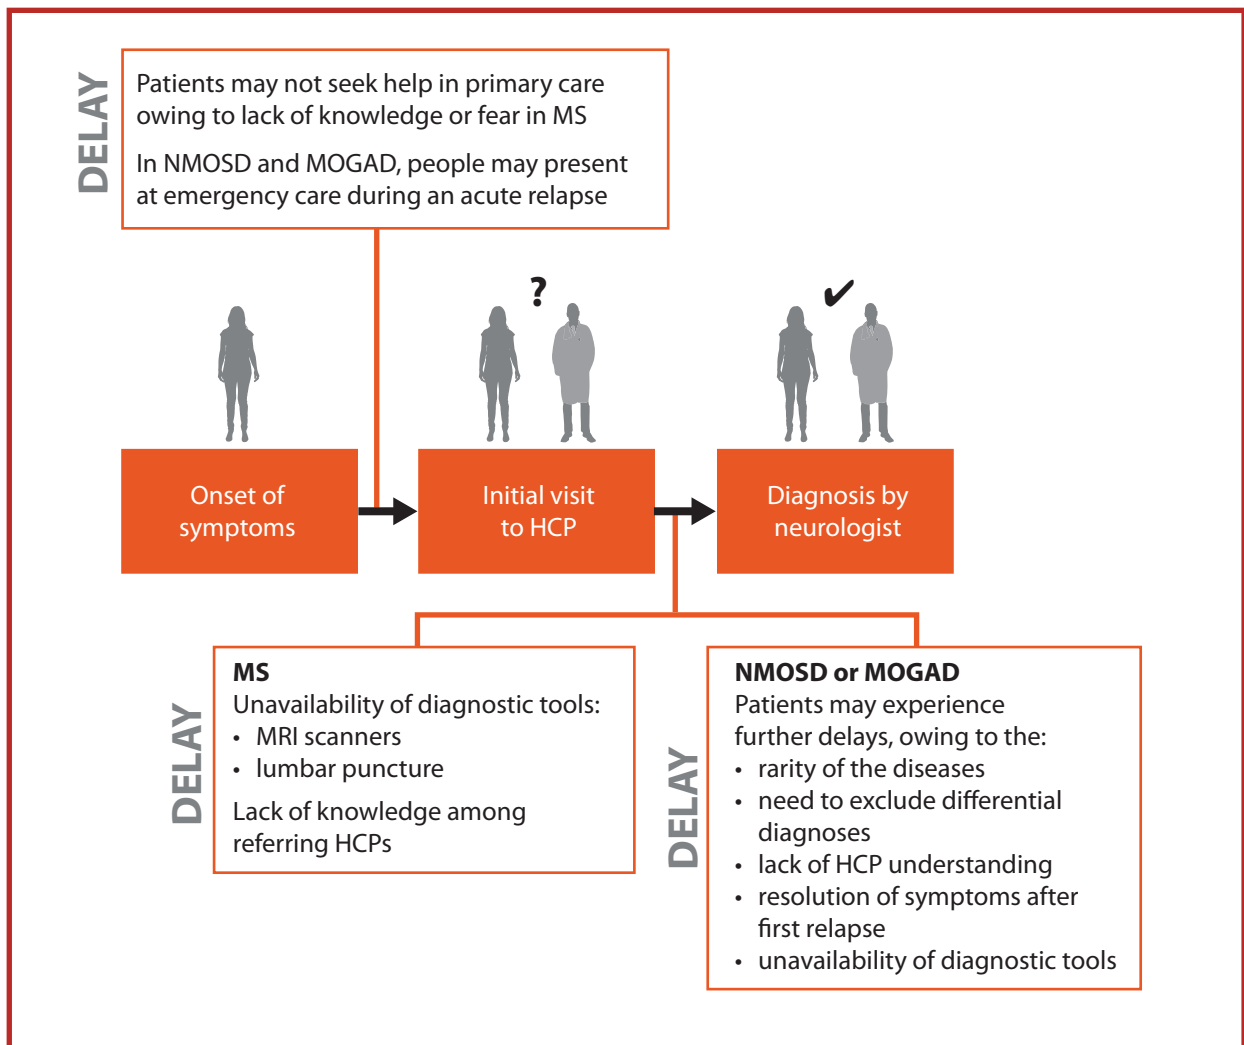 DELAY
Patients may not seek help in primary care
owing to lack of knowledge or fear in MS
In NMOSD and MOGAD, people may present
at emergency care during an acute relapse
?
✔
Onset of
symptoms
Initial visit
to HCP
Diagnosis by
neurologist
DELAY
MS
Unavailability of diagnostic tools:
• MRI scanners
• lumbar puncture
Lack of knowledge among
referring HCPs
DELAY
NMOSD or MOGAD
Patients may experience
further delays, owing to the:
• rarity of the diseases
• need to exclude differential
diagnoses
• lack of HCP understanding
• resolution of symptoms after
first relapse
• unavailability of diagnostic tools